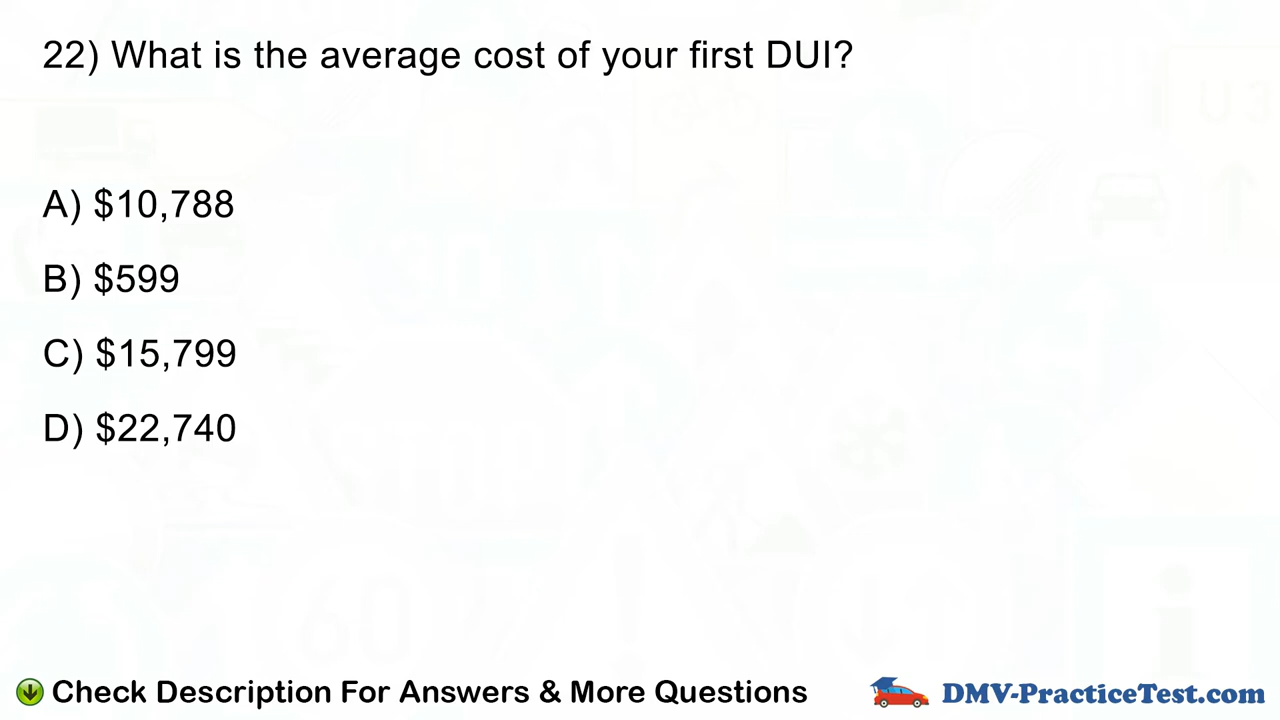 22) What is the average cost of your first DUI?
A) $10,788
B) $599
C) $15,799
D) $22,740
Check Description For Answers & More Questions
DMV-PracticeTest.com